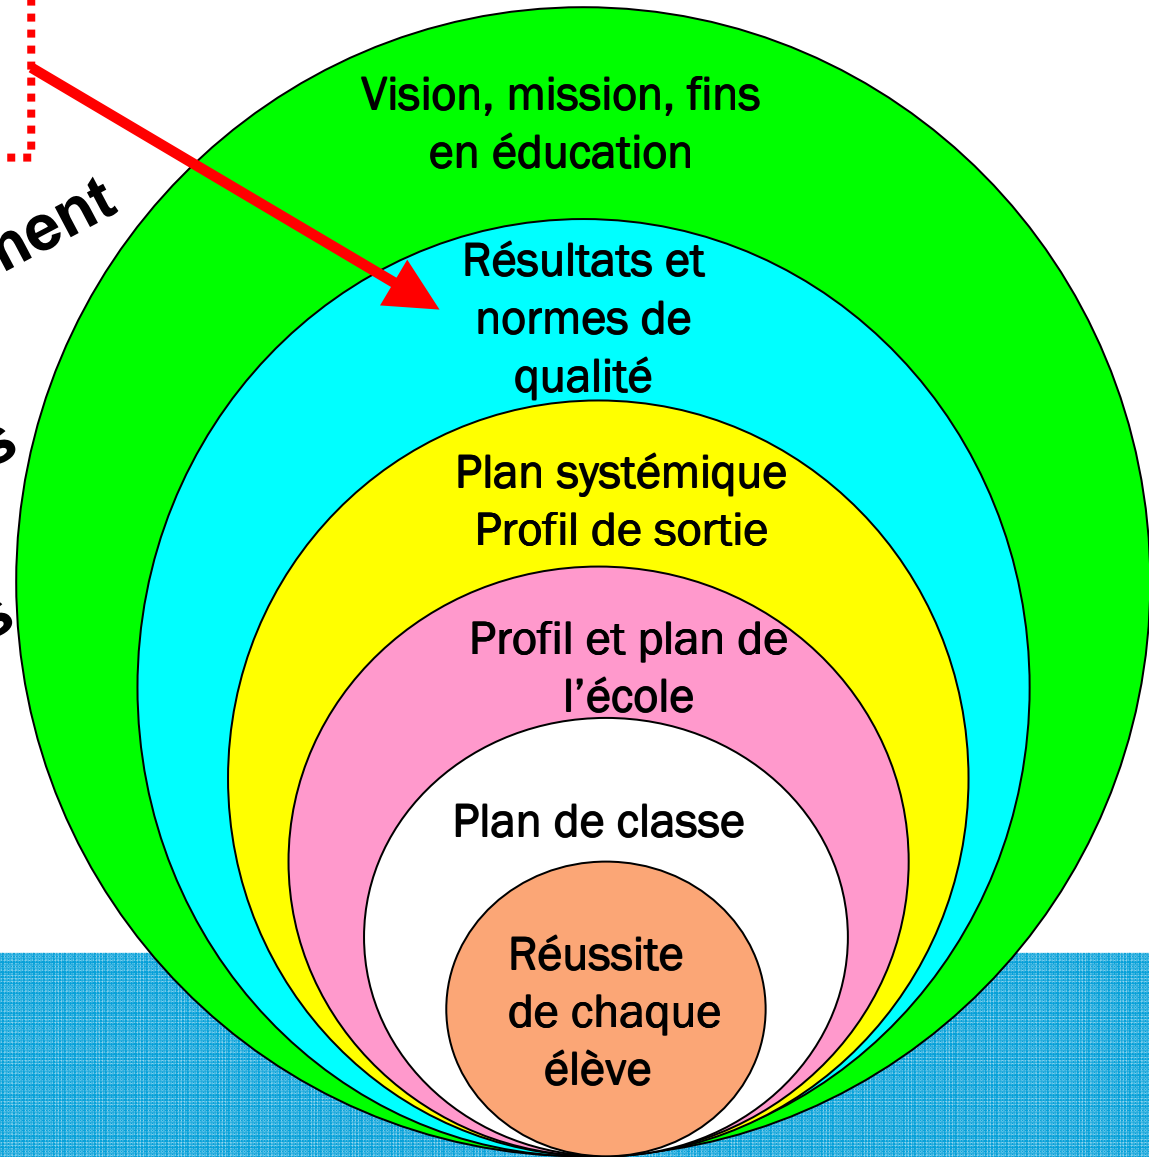 Vision, mission, fins
en éducation
Résultats et
normes de
qualité
Plan systémique
Profil de sortie
Profil et plan de
l’école
Plan de classe
Réussite
de chaque
élève